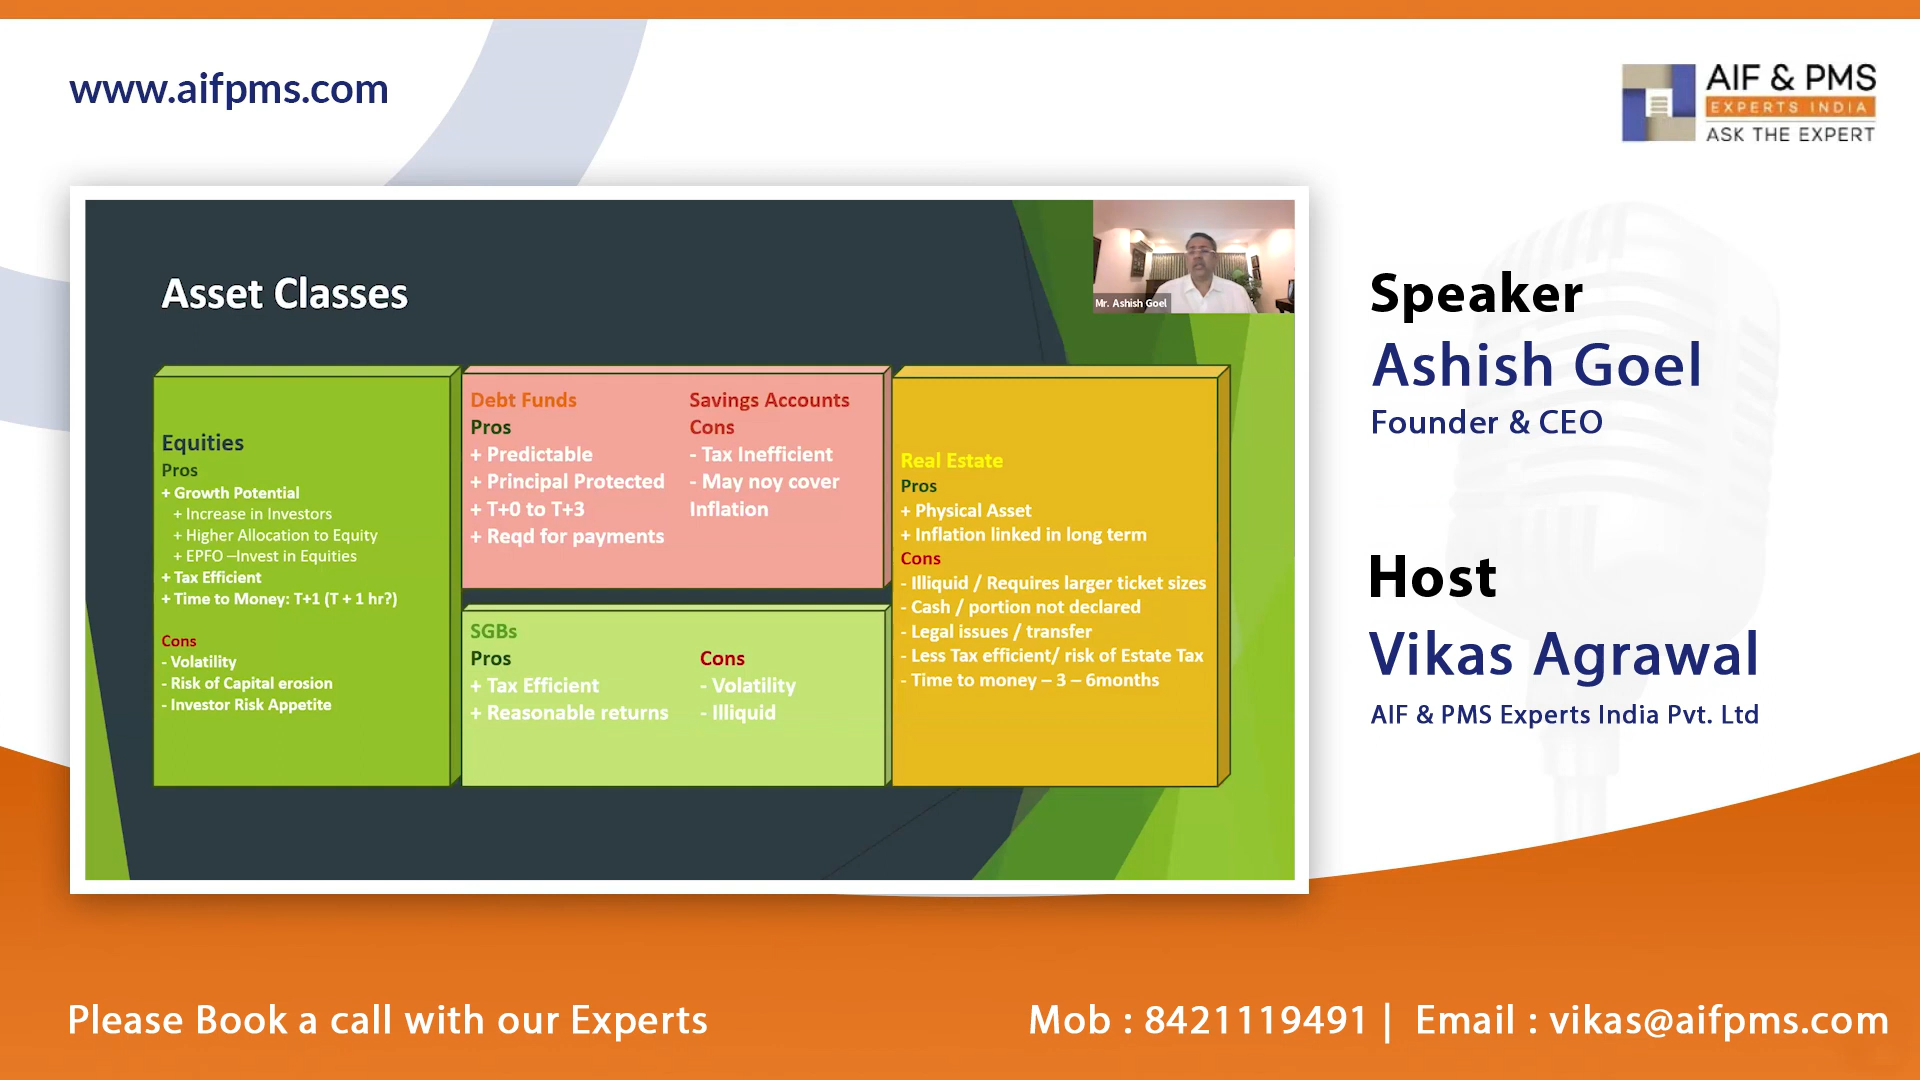 www.aifpms.com
AIF & PMS
EXPERTS INDIA
ASK THE EXPERT
Asset Classes
Mr. Ashish Goel
Equities
Pros
+ Growth Potential
+ Increase in Investors
+ Higher Allocation to Equity
+ EPFO –Invest in Equities
+ Tax Efficient
+ Time to Money: T+1 (T + 1 hr?)
Cons
- Volatility
- Risk of Capital erosion
- Investor Risk Appetite
Debt Funds
Pros
+ Predictable
+ Principal Protected
+ T+0 to T+3
+ Reqd for payments
Savings Accounts
Cons
- Tax Inefficient
- May noy cover
Inflation
SGBs
Pros
+ Tax Efficient
+ Reasonable returns
Cons
- Volatility
- Illiquid
Real Estate
Pros
+ Physical Asset
+ Inflation linked in long term
Cons
- Illiquid / Requires larger ticket sizes
- Cash / portion not declared
- Legal issues / transfer
- Less Tax efficient/ risk of Estate Tax
- Time to money – 3 – 6months
Speaker
Ashish Goel
Founder & CEO
Host
Vikas Agrawal
AIF & PMS Experts India Pvt. Ltd
Please Book a call with our Experts
Mob : 8421119491 | Email : vikas@aifpms.com